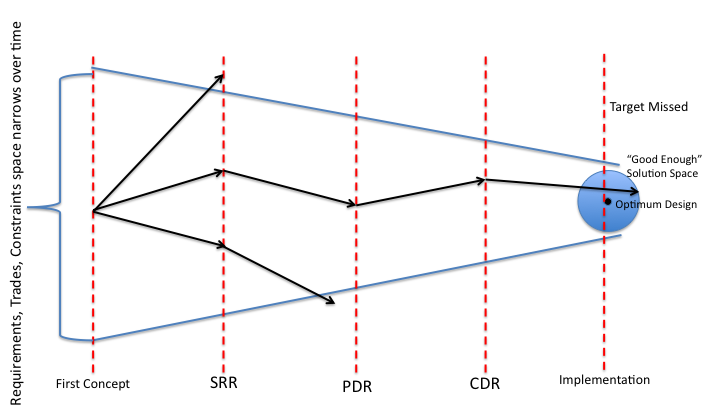 Requirements, Trades, Constraints space narrows over time
Target Missed
“Good Enough”
Solution Space
Optimum Design
First Concept
SRR
PDR
CDR
Implementation